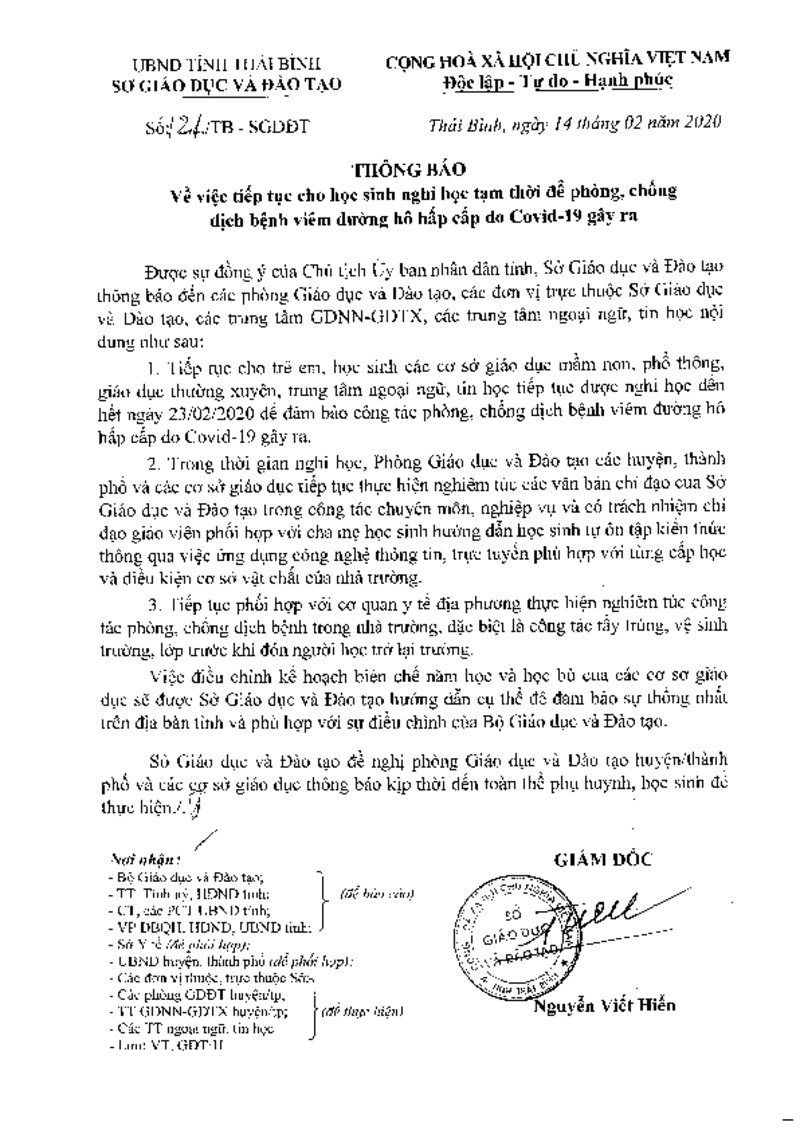 UBND TỈNH THÁI BÌNH
SỞ GIÁO DỤC VÀ ĐÀO TẠO
CỘNG HOÀ XÃ HỘI CHỦ NGHĨA VIỆT NAM
Độc lập - Tự do - Hạnh phúc
Số: 121/TB - SGDĐT
Thái Bình, ngày 14 tháng 02 năm 2020
THÔNG BÁO
Về việc tiếp tục cho học sinh nghỉ học tạm thời để phòng, chống
dịch bệnh viêm đường hô hấp cấp do Covid-19 gây ra
Được sự đồng ý của Chủ tịch Ủy ban nhân dân tỉnh, Sở Giáo dục và Đào tạo
thông báo đến các phòng Giáo dục và Đào tạo, các đơn vị trực thuộc Sở Giáo dục
và Đào tạo, các trung tâm GDNN-GDTX, các trung tâm ngoại ngữ, tin học nội
dung như sau:
1. Tiếp tục cho trẻ em, học sinh các cơ sở giáo dục mầm non, phổ thông,
giáo dục thường xuyên, trung tâm ngoại ngữ, tin học tiếp tục được nghỉ học đến
hết ngày 23/02/2020 để đảm bảo công tác phòng, chống dịch bệnh viêm đường hô
hấp cấp do Covid-19 gây ra.
2. Trong thời gian nghỉ học, Phòng Giáo dục và Đào tạo các huyện, thành
phố và các cơ sở giáo dục tiếp tục thực hiện nghiêm túc các văn bản chỉ đạo của Sở
Giáo dục và Đào tạo trong công tác chuyên môn, nghiệp vụ và có trách nhiệm chỉ
đạo giáo viên phối hợp với cha mẹ học sinh hướng dẫn học sinh tự ôn tập kiến thức
thông qua việc ứng dụng công nghệ thông tin, trực tuyến phù hợp với từng cấp học
và điều kiện cơ sở vật chất của nhà trường.
3. Tiếp tục phối hợp với cơ quan y tế địa phương thực hiện nghiêm túc công
tác phòng, chống dịch bệnh trong nhà trường, đặc biệt là công tác tẩy trùng, vệ sinh
trường, lớp trước khi đón người học trở lại trường.
Việc điều chỉnh kế hoạch biên chế năm học và học bù của các cơ sở giáo
dục sẽ được Sở Giáo dục và Đào tạo hướng dẫn cụ thể để đảm bảo sự thống nhất
trên địa bàn tỉnh và phù hợp với sự điều chỉnh của Bộ Giáo dục và Đào tạo.
Sở Giáo dục và Đào tạo đề nghị phòng Giáo dục và Đào tạo huyện/thành
phố và các cơ sở giáo dục thông báo kịp thời đến toàn thể phụ huynh, học sinh để
thực hiện./.
Nơi nhận:
- Bộ Giáo dục và Đào tạo;
- TT Tỉnh uỷ, HĐND tỉnh;
- CT, các PCT UBND tỉnh;
- VP ĐBQH, HĐND, UBND tỉnh;
(để báo cáo)
- Sở Y tế (để phối hợp);
- UBND huyện, thành phố (để phối hợp);
- Các đơn vị thuộc, trực thuộc Sở;
- Các phòng GDĐT huyện/tp;
- TT GDNN-GDTX huyện/tp;
- Các TT ngoại ngữ, tin học
(để thực hiện)
- Lưu: VT, GDTrH
GIÁM ĐỐC
SỞ
GIÁO DỤC
VÀ ĐÀO TẠO
TỈNH THÁI BÌNH
Nguyễn Viết Hiển